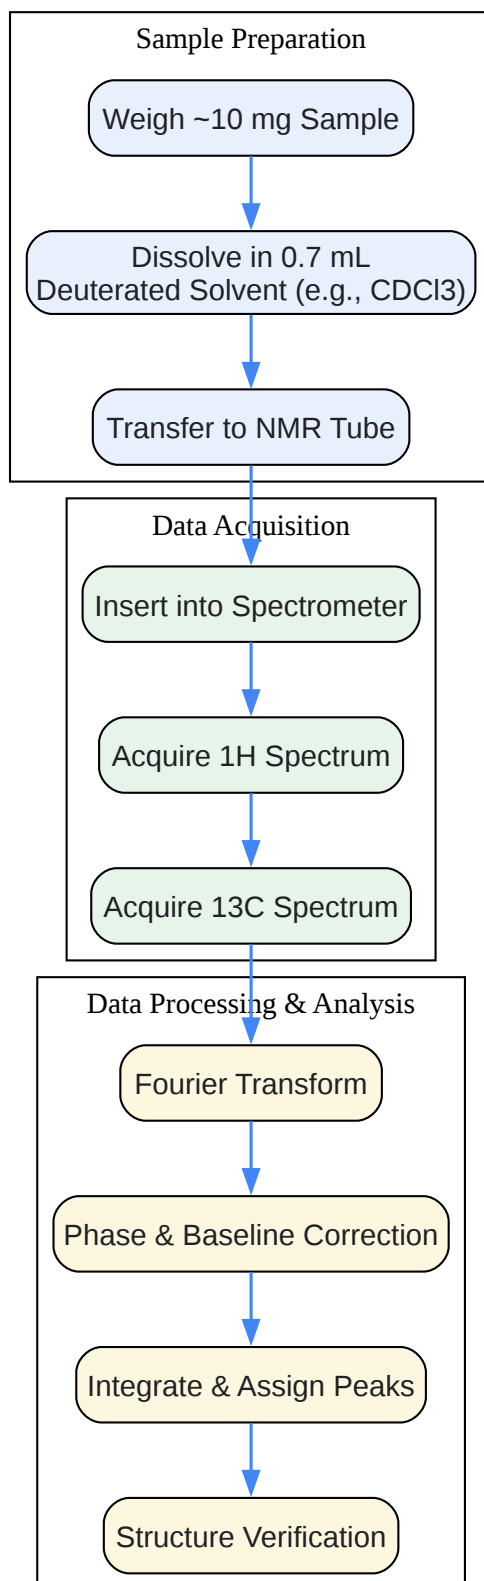 Sample Preparation
Weigh ~10 mg Sample
Dissolve in 0.7 mL
Deuterated Solvent (e.g., CDCl3)
Transfer to NMR Tube
Data Acquisition
Insert into Spectrometer
Acquire 1H Spectrum
Acquire 13C Spectrum
Data Processing & Analysis
Fourier Transform
Phase & Baseline Correction
Integrate & Assign Peaks
Structure Verification